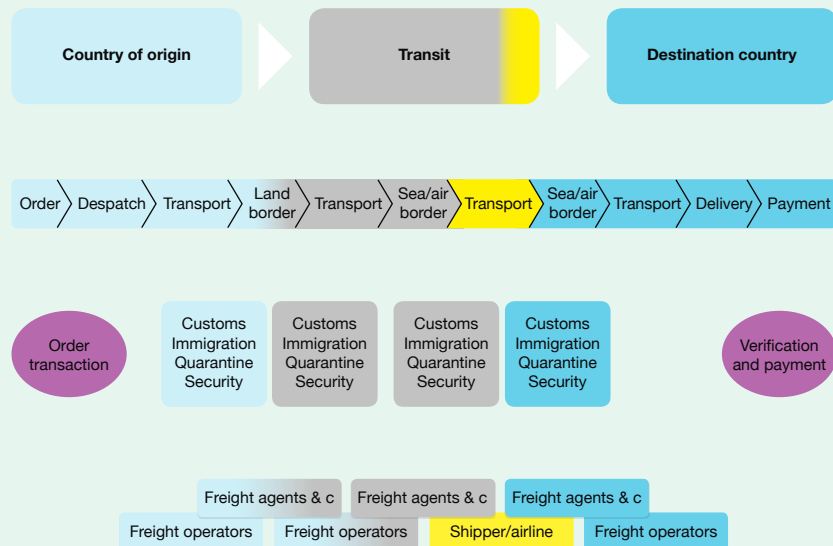 Country of origin
Transit
Destination country
Order
Despatch
Transport
Land
border
Transport
Sea/air
border
Transport
Sea/air
border
Transport
Delivery
Payment
Order
transaction
Customs
Immigration
Quarantine
Security
Customs
Immigration
Quarantine
Security
Customs
Immigration
Quarantine
Security
Customs
Immigration
Quarantine
Security
Verification
and payment
Freight agents & c
Freight agents & c
Freight agents & c
Freight operators
Freight operators
Shipper/airline
Freight operators